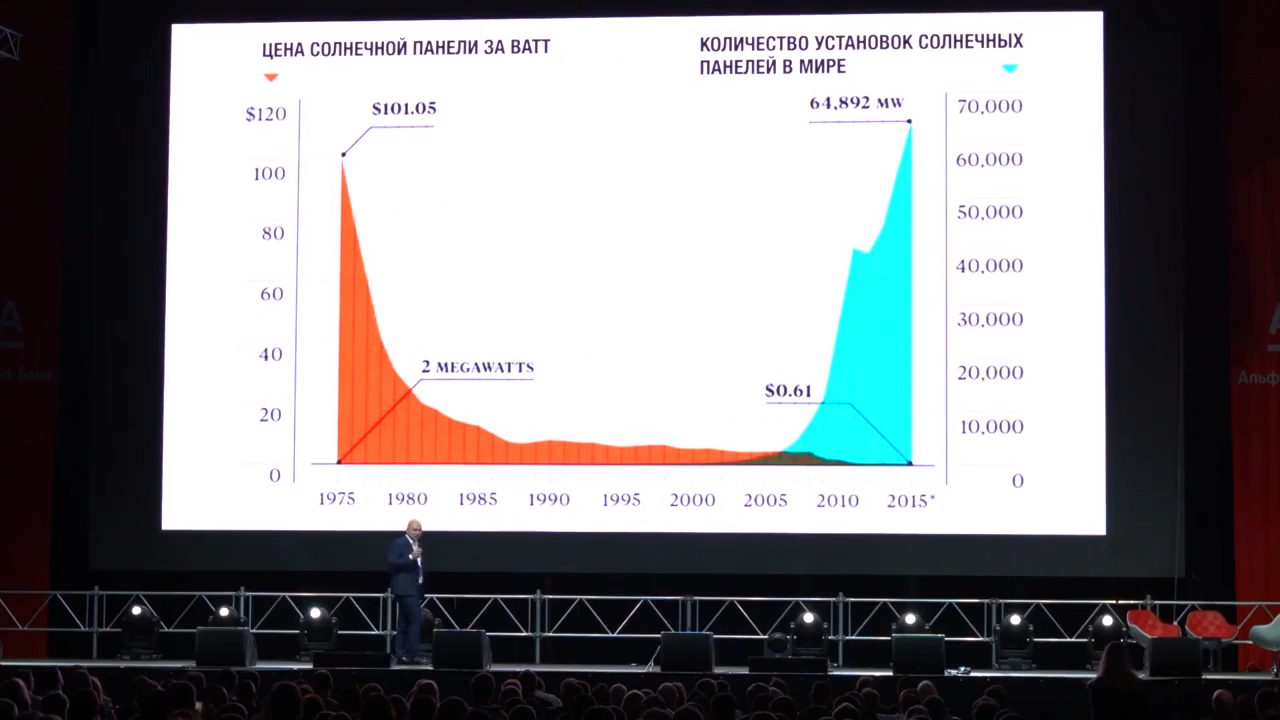 ЦЕНА СОЛНЕЧНОЙ ПАНЕЛИ ЗА ВАТТ
КОЛИЧЕСТВО УСТАНОВОК СОЛНЕЧНЫХ
ПАНЕЛЕЙ В МИРЕ
$120
100
80
60
40
20
0
$101.05
2 MEGAWATTS
64,892 MW
$0.61
70,000
60,000
50,000
40,000
30,000
20,000
10,000
0
1975 1980 1985 1990 1995 2000 2005 2010 2015*